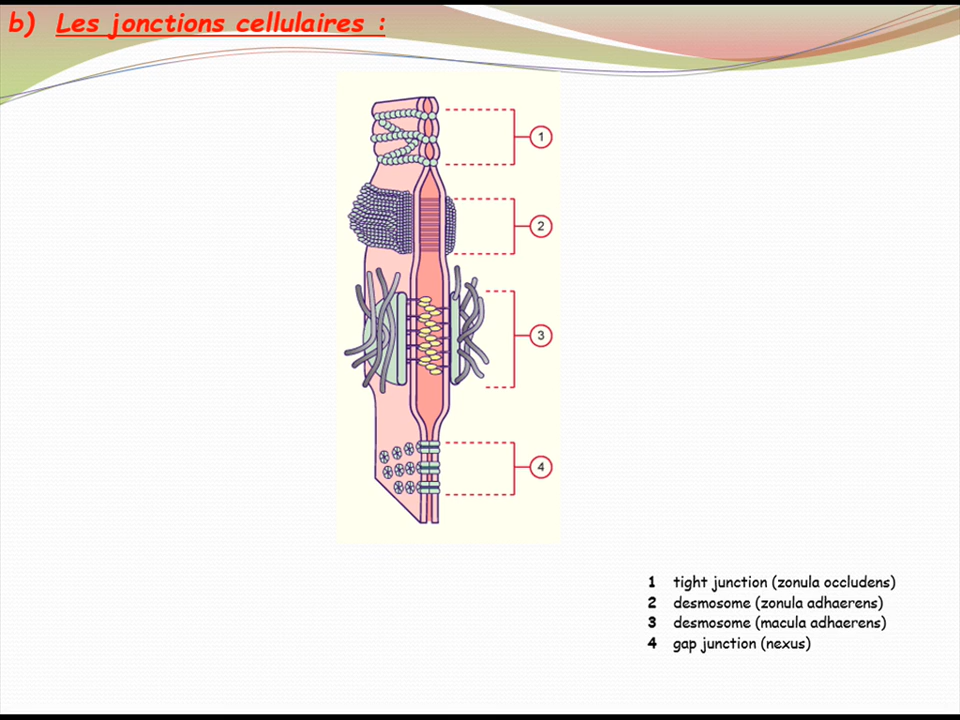 b) Les jonctions cellulaires :
1
2
3
4
1 tight junction (zonula occludens)
2 desmosome (zonula adhaerens)
3 desmosome (macula adhaerens)
4 gap junction (nexus)